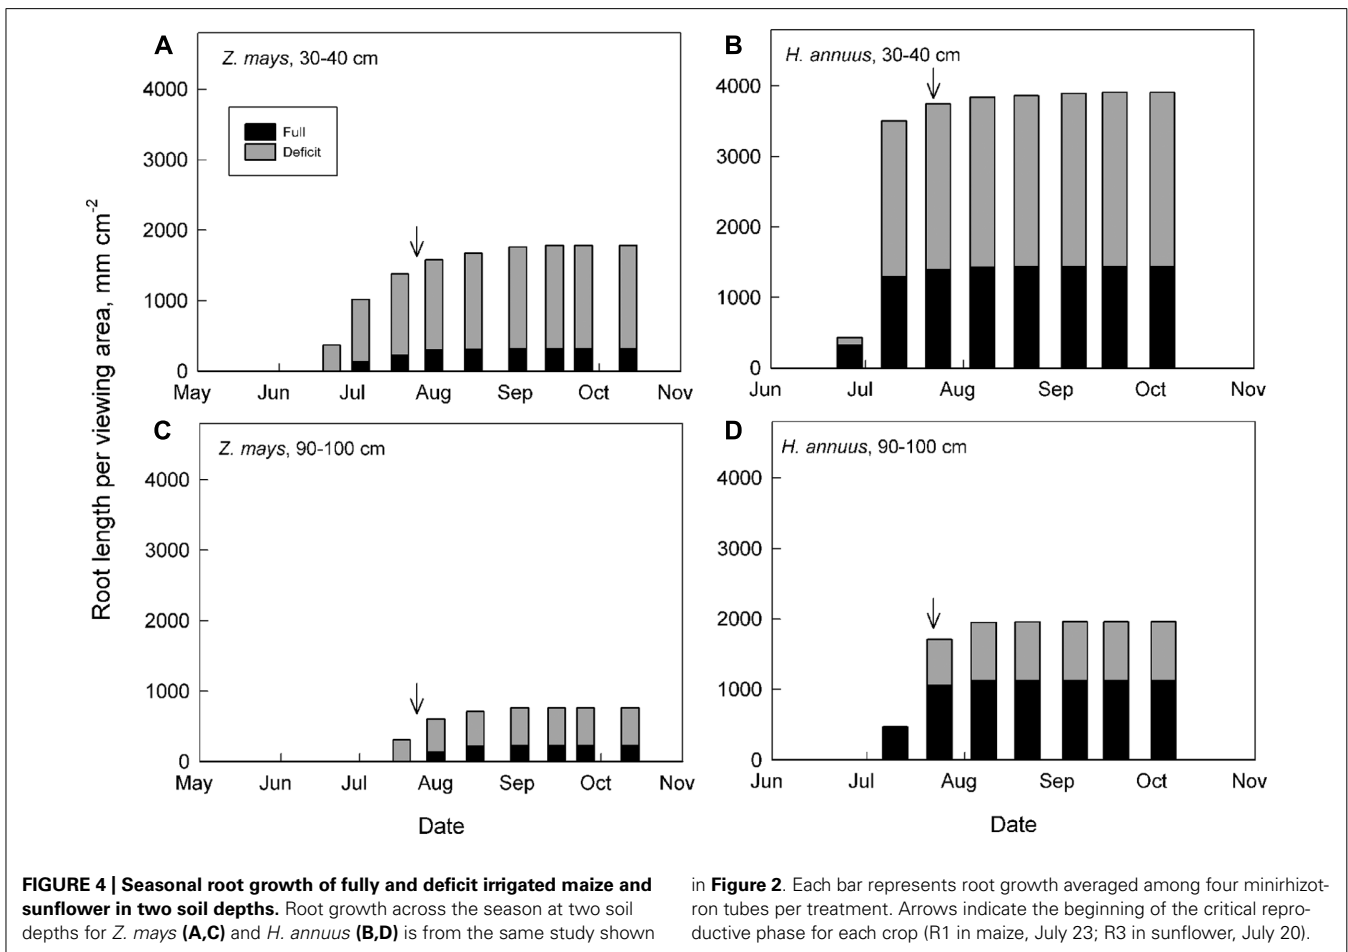 A
Z. mays, 30-40 cm
Full
Deficit
4000
3000
2000
1000
0
May Jun Jul Aug Sep Oct Nov
B
H. annuus, 30-40 cm
4000
3000
2000
1000
0
Jun Jul Aug Sep Oct Nov
Root length per viewing area, mm cm-2
C
Z. mays, 90-100 cm
4000
3000
2000
1000
0
May Jun Jul Aug Sep Oct Nov
Date
D
H. annuus, 90-100 cm
4000
3000
2000
1000
0
Jun Jul Aug Sep Oct Nov
Date
FIGURE 4 | Seasonal root growth of fully and deficit irrigated maize and
sunflower in two soil depths. Root growth across the season at two soil
depths for Z. mays (A,C) and H. annuus (B,D) is from the same study shown
in Figure 2. Each bar represents root growth averaged among four minirhizot-
ron tubes per treatment. Arrows indicate the beginning of the critical repro-
ductive phase for each crop (R1 in maize, July 23; R3 in sunflower, July 20).